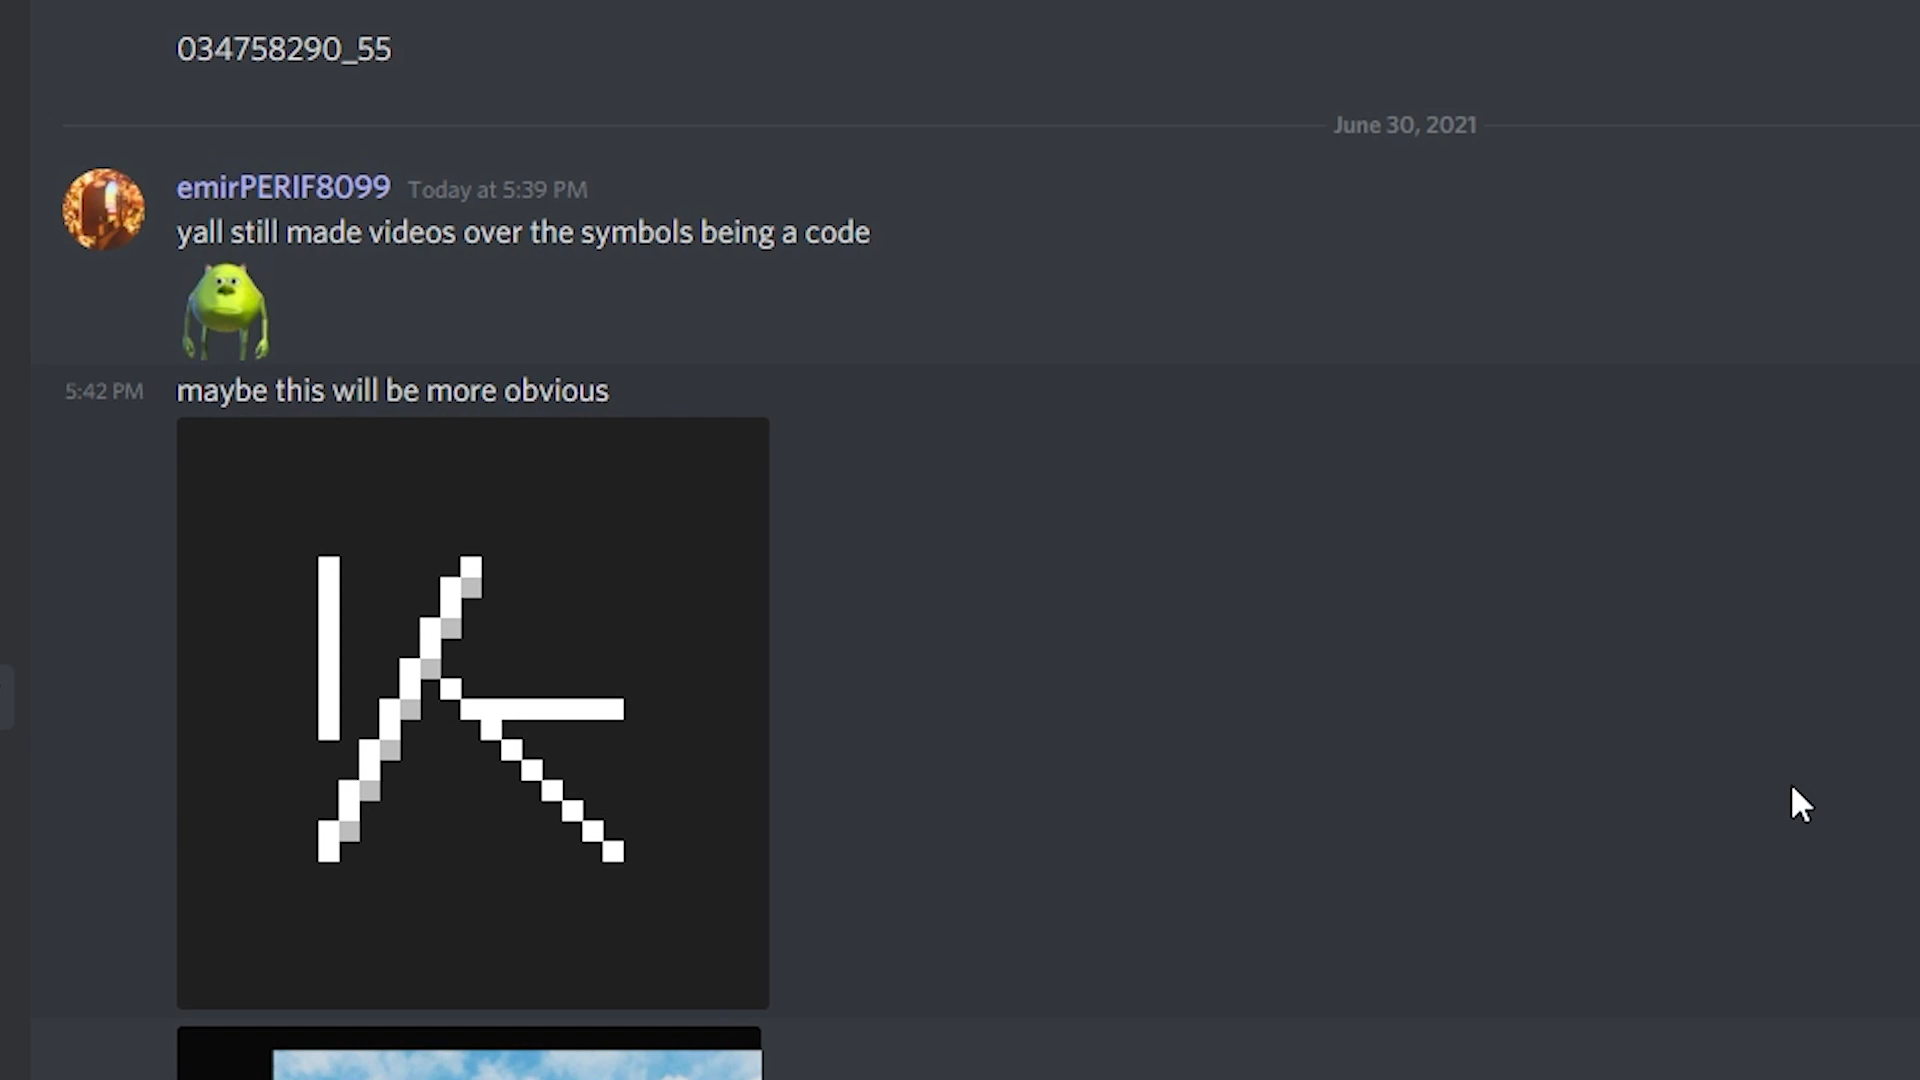 034758290_55
June 30, 2021
emirPERIF8099 Today at 5:39 PM
yall still made videos over the symbols being a code
5:42 PM maybe this will be more obvious